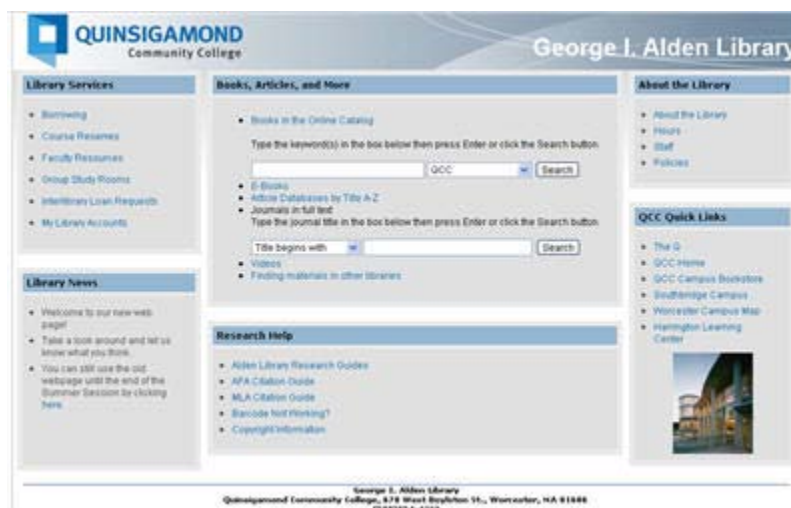 QUINSIGAMOND
Community College
George I. Alden Library
Library Services
Borrowing
Course Reserves
Faculty Resources
Group Study Rooms
Interlibrary Loan Requests
My Library Accounts
Library News
Welcome to our new web
page!
Take a look around and let us
know what you think.
You can still use the old
webpage until the end of the
Summer Session by clicking
here.
Books, Articles, and More
Books in the Online Catalog
Type the keyword(s) in the box below then press Enter or click the Search button
QCC
Search
E-Books
Article Databases by Title A-Z
Journals in full text
Type the journal title in the box below then press Enter or click the Search button
Title begins with
Search
Videos
Finding materials in other libraries
Research Help
Alden Library Research Guides
APA Citation Guide
MLA Citation Guide
Barcode Not Working?
Copyright Information
About the Library
About the Library
Hours
Staff
Policies
QCC Quick Links
The Q
QCC Home
QCC Campus Bookstore
Southbridge Campus
Worcester Campus Map
Harrington Learning
Center
George I. Alden Library
Quinsigamond Community College, 670 West Boylston St., Worcester, MA 01606